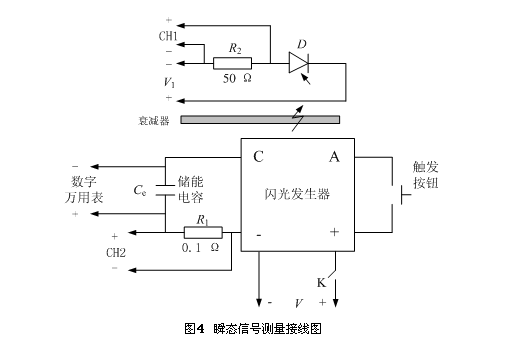 +
CH1
−
−
R₂
50 Ω
D
V₁
+
衰减器
−
数字
万用表
+
Cₑ
储能
电容
C
A
闪光发生器
触发
按钮
R₁
0.1 Ω
-
+
+
CH2
−
K
-
V
+
图4 瞬态信号测量接线图